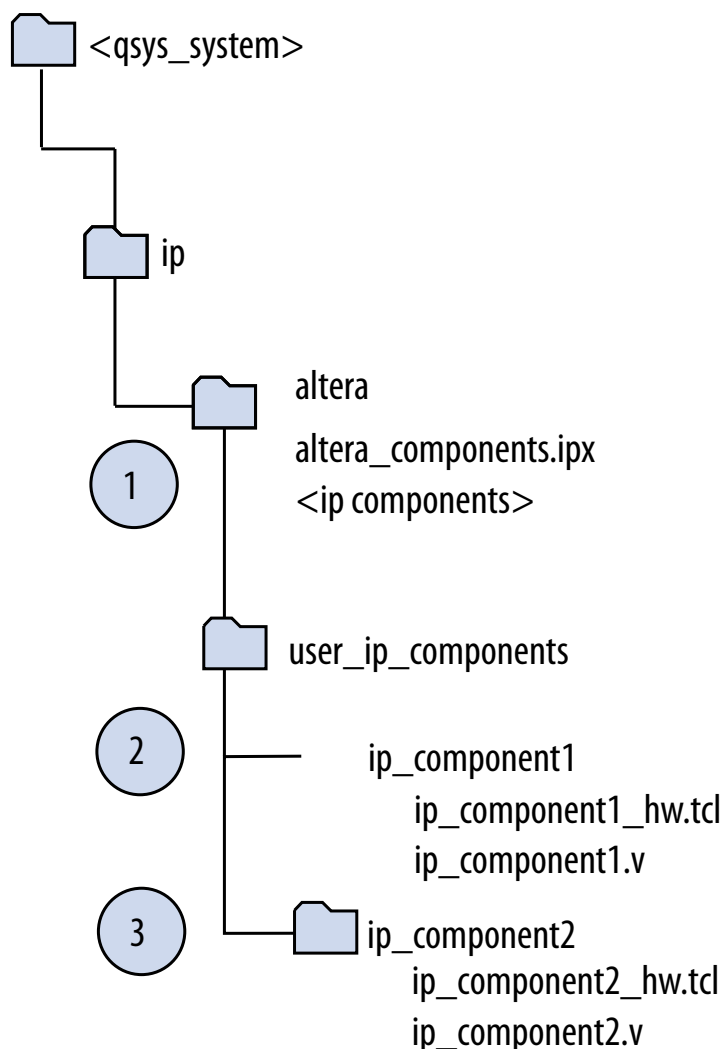 <qsys_system>
ip
altera
altera_components.ipx
<ip components>
1
user_ip_components
2
ip_component1
ip_component1_hw.tcl
ip_component1.v
3
ip_component2
ip_component2_hw.tcl
ip_component2.v